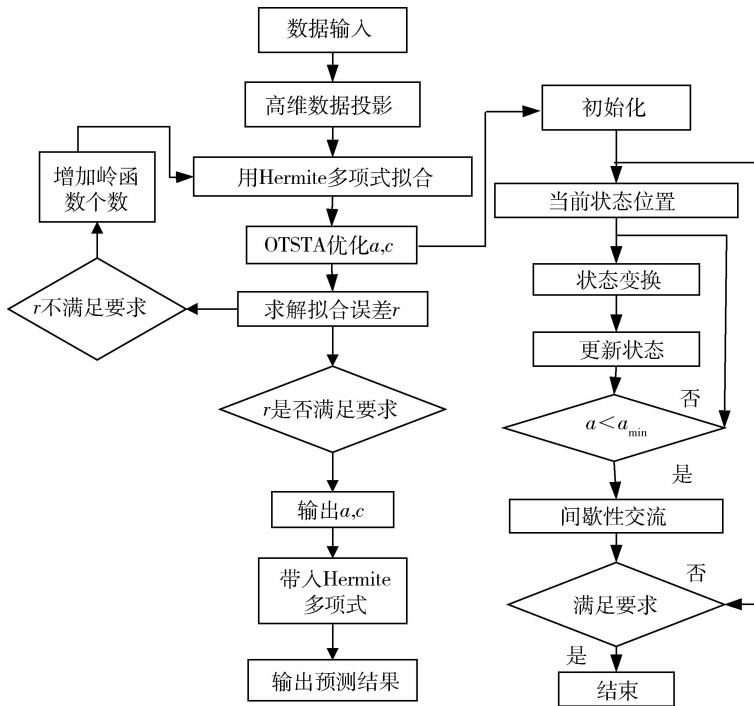 数据输入
高维数据投影
增加岭函
数个数
用Hermite多项式拟合
OTSTA优化a,c
r不满足要求
求解拟合误差r
r是否满足要求
输出a,c
带入Hermite
多项式
输出预测结果
初始化
当前状态位置
状态变换
更新状态
否
a<a_min
是
间歇性交流
否
满足要求
是
结束